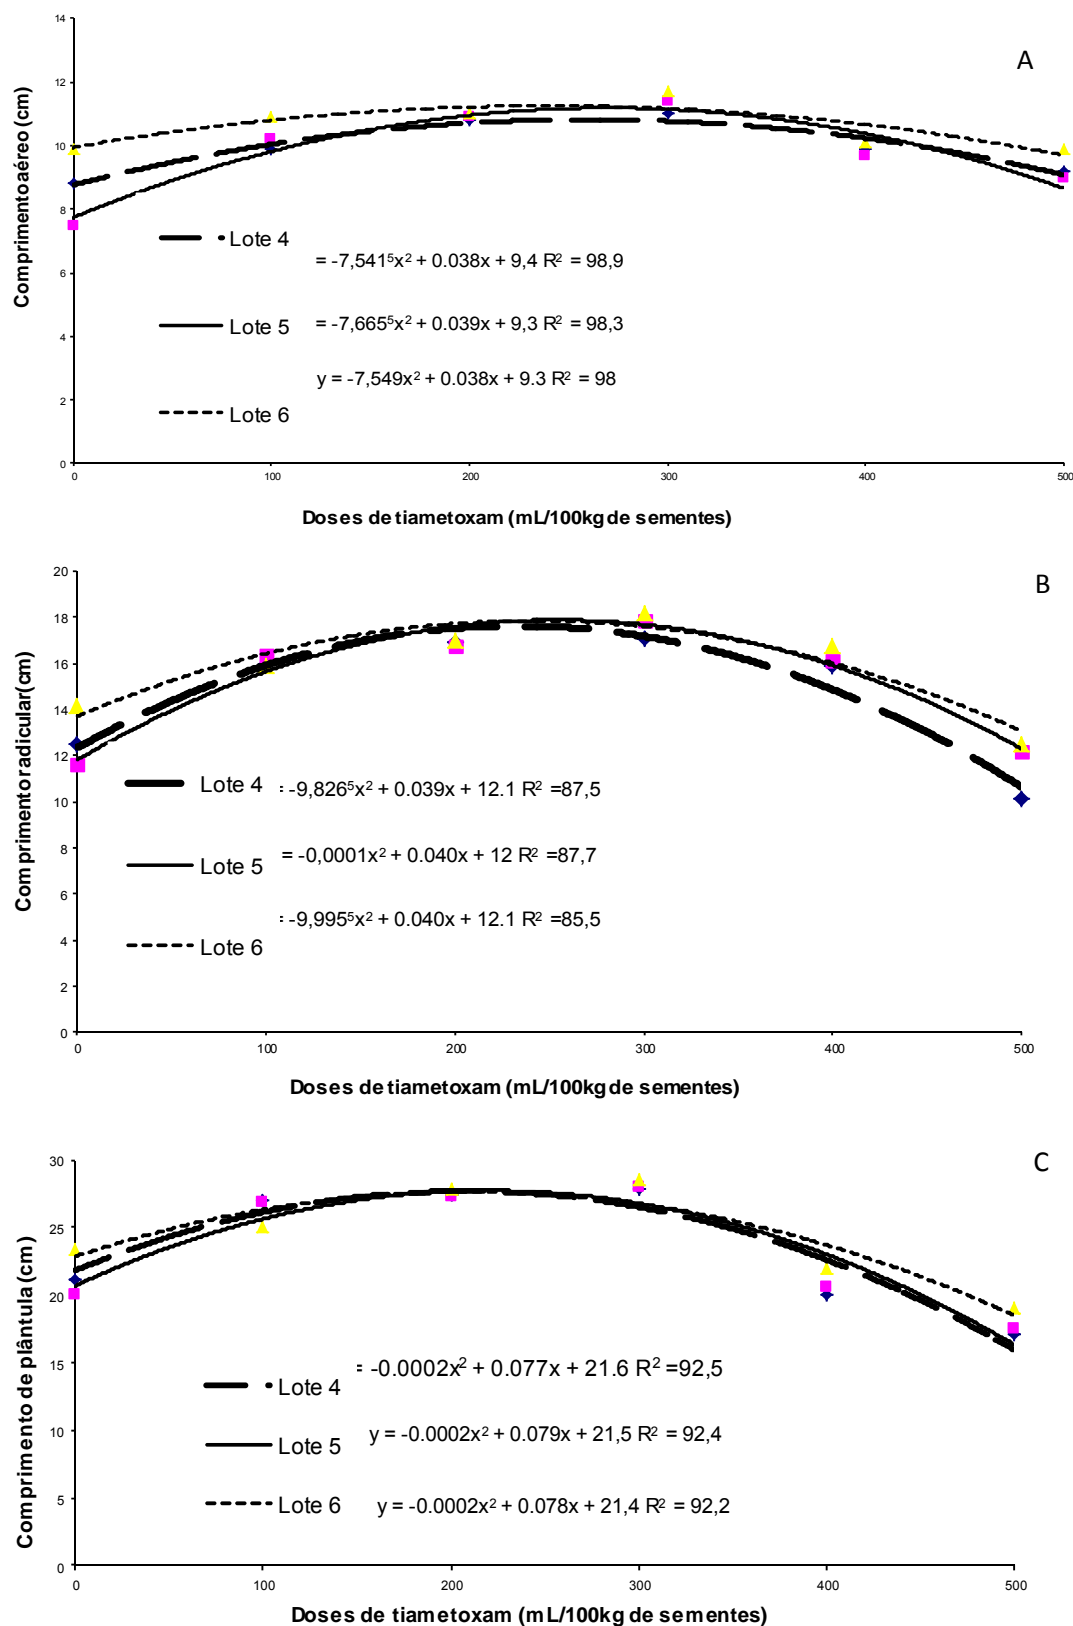 14
A
12
10
8
6
4
2
0
Comprimento aéreo (cm)
Lote 4
= -7,541⁵x² + 0.038x + 9,4 R² = 98,9
Lote 5
= -7,665⁵x² + 0.039x + 9,3 R² = 98,3
y = -7,549x² + 0.038x + 9.3 R² = 98
Lote 6
0 100 200 300 400 500
Doses de tiametoxam (mL/100kg de sementes)
20
B
18
16
14
12
10
8
6
4
2
0
Comprimento radicular (cm)
Lote 4
= -9,826⁵x² + 0.039x + 12.1 R² =87,5
Lote 5
= -0,0001x² + 0.040x + 12 R² =87,7
= -9,995⁵x² + 0.040x + 12.1 R² =85,5
Lote 6
0 100 200 300 400 500
Doses de tiametoxam (mL/100kg de sementes)
30
C
25
20
15
10
5
0
Comprimento de plântula (cm)
Lote 4
= -0.0002x² + 0.077x + 21.6 R² =92,5
Lote 5
y = -0.0002x² + 0.079x + 21,5 R² = 92,4
Lote 6
y = -0.0002x² + 0.078x + 21,4 R² = 92,2
0 100 200 300 400 500
Doses de tiametoxam (mL/100kg de sementes)